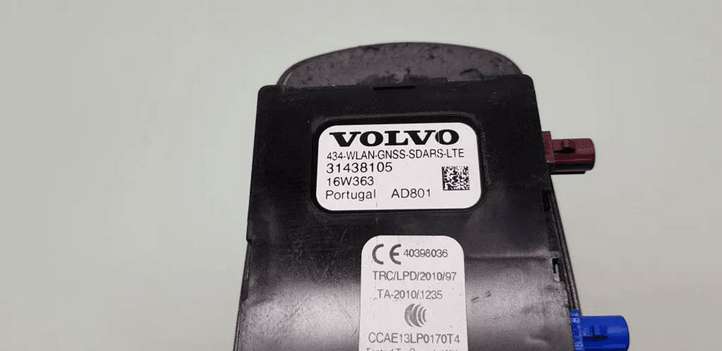 VOLVO
434-WLAN-GNSS-SDARS-LTE
31438105
16W363
Portugal AD801
CE 40398036
TRC/LPD/2010/97
TA-2010/1235
CCAE13LP0170T4